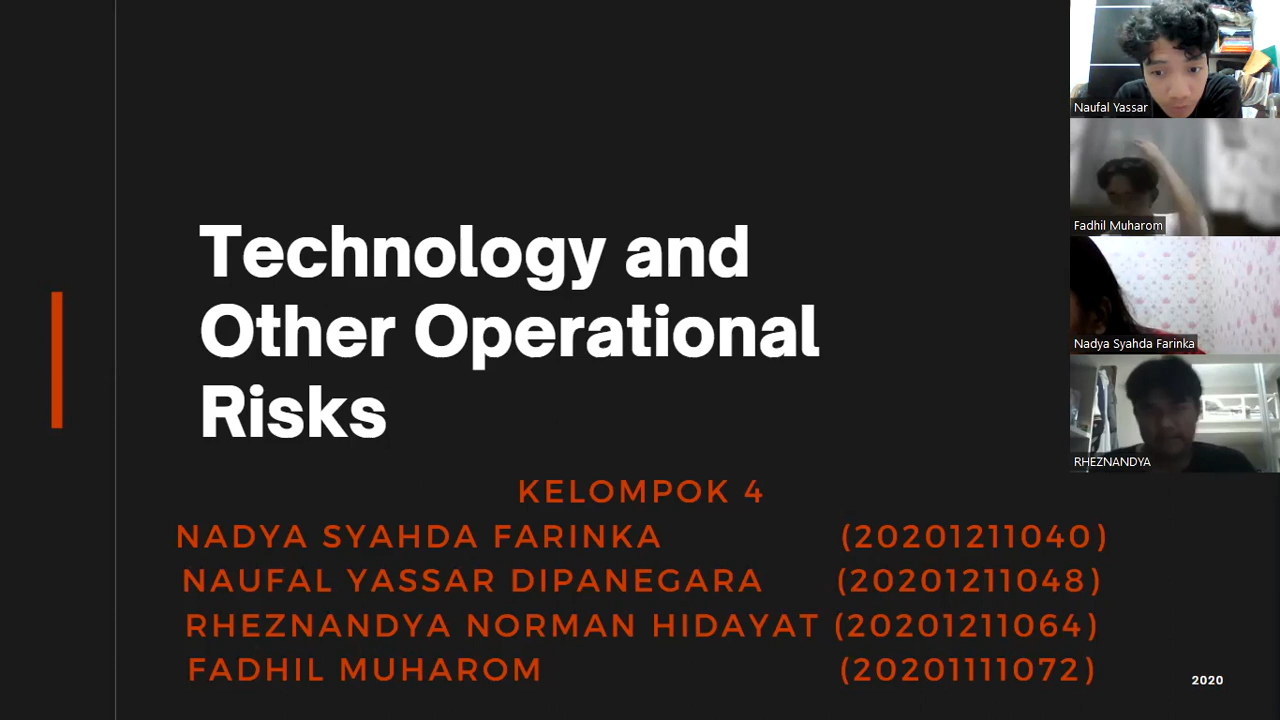 Technology and
Other Operational
Risks
KELOMPOK 4
NADYA SYAHDA FARINKA (20201211040)
NAUFAL YASSAR DIPANEGARA (20201211048)
RHEZNANDYA NORMAN HIDAYAT (20201211064)
FADHIL MUHAROM (20201111072)
2020
Naufal Yassar
Fadhil Muharom
Nadya Syahda Farinka
RHEZNANDYA